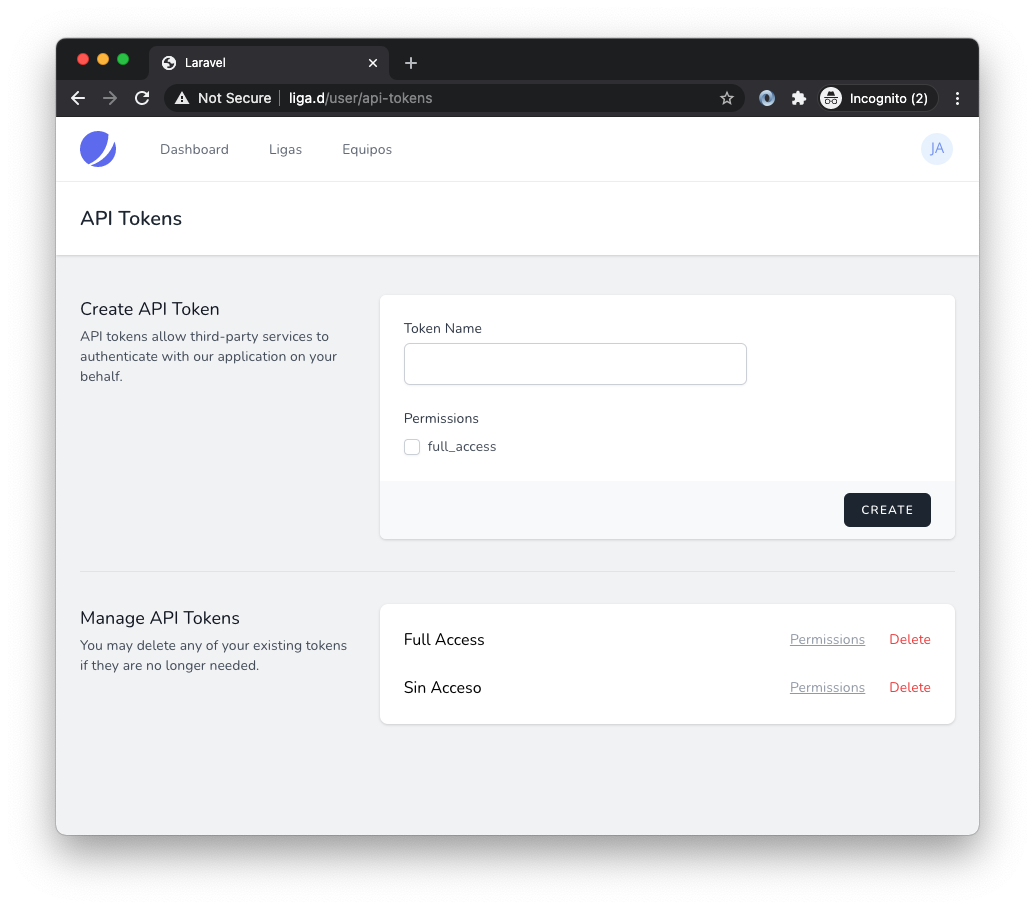 Laravel
Not Secure liga.d/user/api-tokens Incognito (2)
Dashboard Ligas Equipos JA
API Tokens
Create API Token
API tokens allow third-party services to
authenticate with our application on your
behalf.
Token Name
Permissions
full_access
CREATE
Manage API Tokens
You may delete any of your existing tokens
if they are no longer needed.
Full Access Permissions Delete
Sin Acceso Permissions Delete